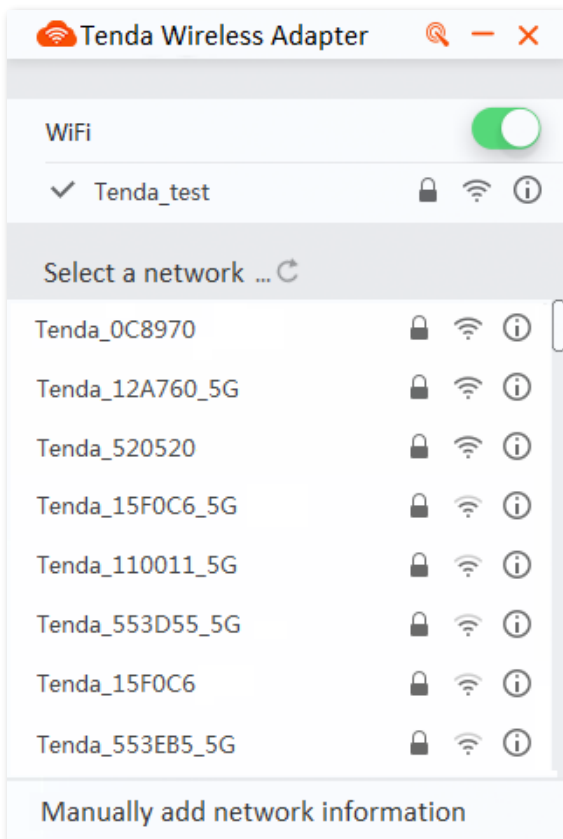 Tenda Wireless Adapter
WiFi
Tenda_test
Select a network ...
Tenda_0C8970
Tenda_12A760_5G
Tenda_520520
Tenda_15F0C6_5G
Tenda_110011_5G
Tenda_553D55_5G
Tenda_15F0C6
Tenda_553EB5_5G
Manually add network information